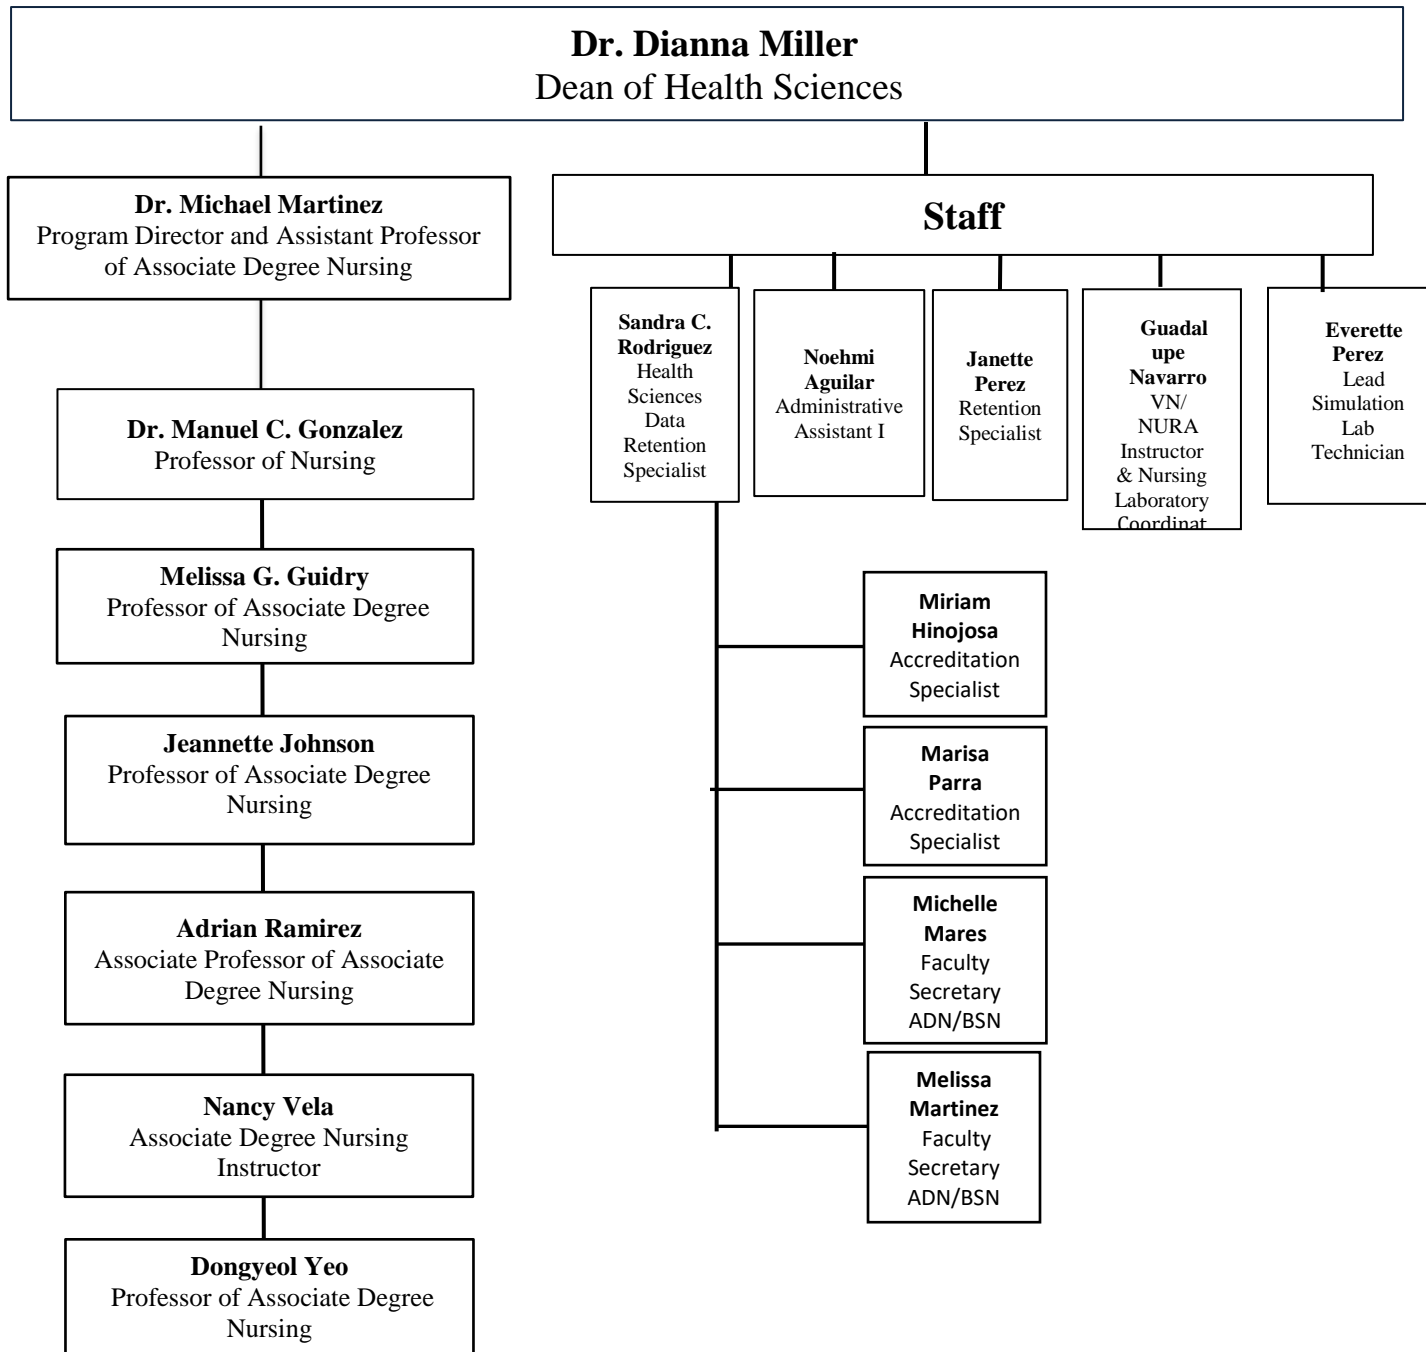 Dr. Dianna Miller
Dean of Health Sciences
Dr. Michael Martinez
Program Director and Assistant Professor
of Associate Degree Nursing
Dr. Manuel C. Gonzalez
Professor of Nursing
Melissa G. Guidry
Professor of Associate Degree
Nursing
Jeannette Johnson
Professor of Associate Degree
Nursing
Adrian Ramirez
Associate Professor of Associate
Degree Nursing
Nancy Vela
Associate Degree Nursing
Instructor
Dongyeol Yeo
Professor of Associate Degree
Nursing
Staff
Sandra C.
Rodriguez
Health
Sciences
Data
Retention
Specialist
Noehmi
Aguilar
Administrative
Assistant I
Janette
Perez
Retention
Specialist
Guadal
upe
Navarro
VN/
NURA
Instructor
& Nursing
Laboratory
Coordinat
Everette
Perez
Lead
Simulation
Lab
Technician
Miriam
Hinojosa
Accreditation
Specialist
Marisa
Parra
Accreditation
Specialist
Michelle
Mares
Faculty
Secretary
ADN/BSN
Melissa
Martinez
Faculty
Secretary
ADN/BSN